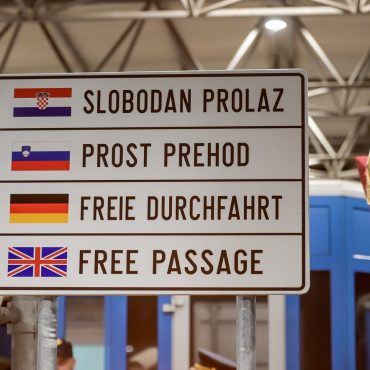 SLOBODAN PROLAZ
PROST PREHOD
FREIE DURCHFAHRT
FREE PASSAGE